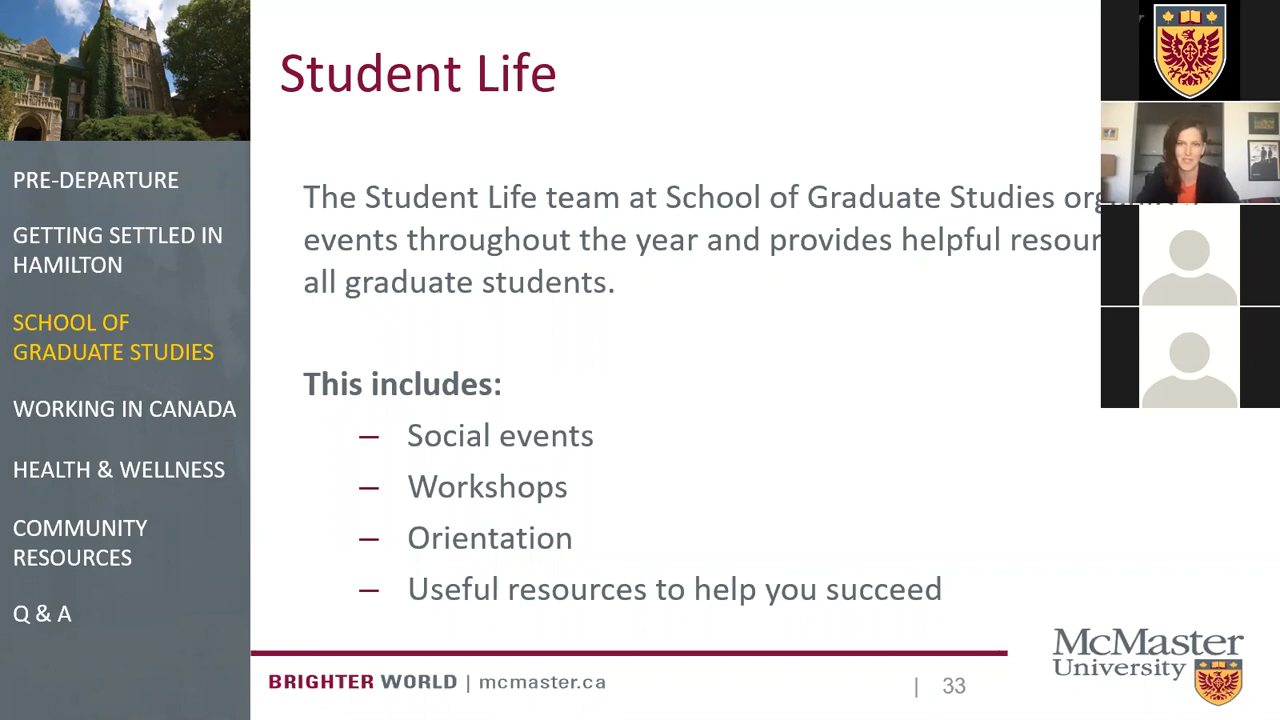 Student Life
PRE-DEPARTURE
GETTING SETTLED IN
HAMILTON
SCHOOL OF
GRADUATE STUDIES
WORKING IN CANADA
HEALTH & WELLNESS
COMMUNITY
RESOURCES
Q & A
The Student Life team at School of Graduate Studies
events throughout the year and provides helpful
all graduate students.
This includes:
– Social events
– Workshops
– Orientation
– Useful resources to help you succeed
BRIGHTER WORLD | mcmaster.ca
| 33
McMaster
University